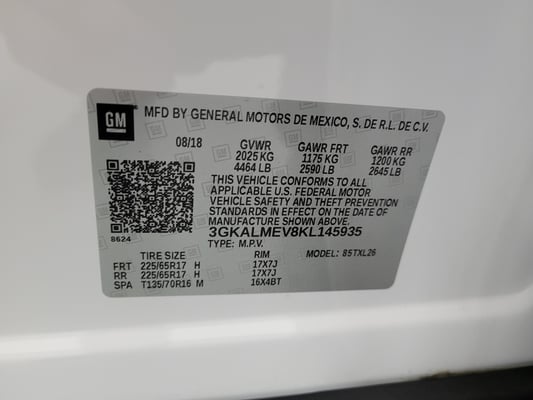 GM
MFD BY GENERAL MOTORS DE MEXICO, S. DE R.L. DE C.V.
08/18 GVWR GAWR FRT GAWR RR
2025 KG 1175 KG 1200 KG
4464 LB 2590 LB 2645 LB
THIS VEHICLE CONFORMS TO ALL
APPLICABLE U.S. FEDERAL MOTOR
VEHICLE SAFETY AND THEFT PREVENTION
STANDARDS IN EFFECT ON THE DATE OF
MANUFACTURE SHOWN ABOVE.
8624 3GKALMEV8KL145935
TYPE: M.P.V. MODEL: 85TXL26
TIRE SIZE RIM
FRT 225/65R17 H 17X7J
RR 225/65R17 H 17X7J
SPA T135/70R16 M 16X4BT